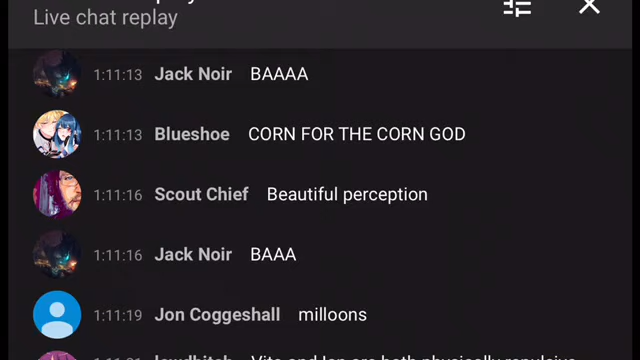 Live chat replay
1:11:13 Jack Noir BAAAA
1:11:13 Blueshoe CORN FOR THE CORN GOD
1:11:16 Scout Chief Beautiful perception
1:11:16 Jack Noir BAAA
1:11:19 Jon Coggeshall milloons